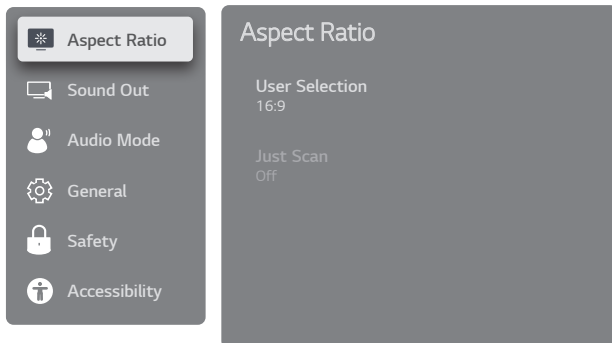 Aspect Ratio
Sound Out
Audio Mode
General
Safety
Accessibility
Aspect Ratio
User Selection
16:9
Just Scan
Off